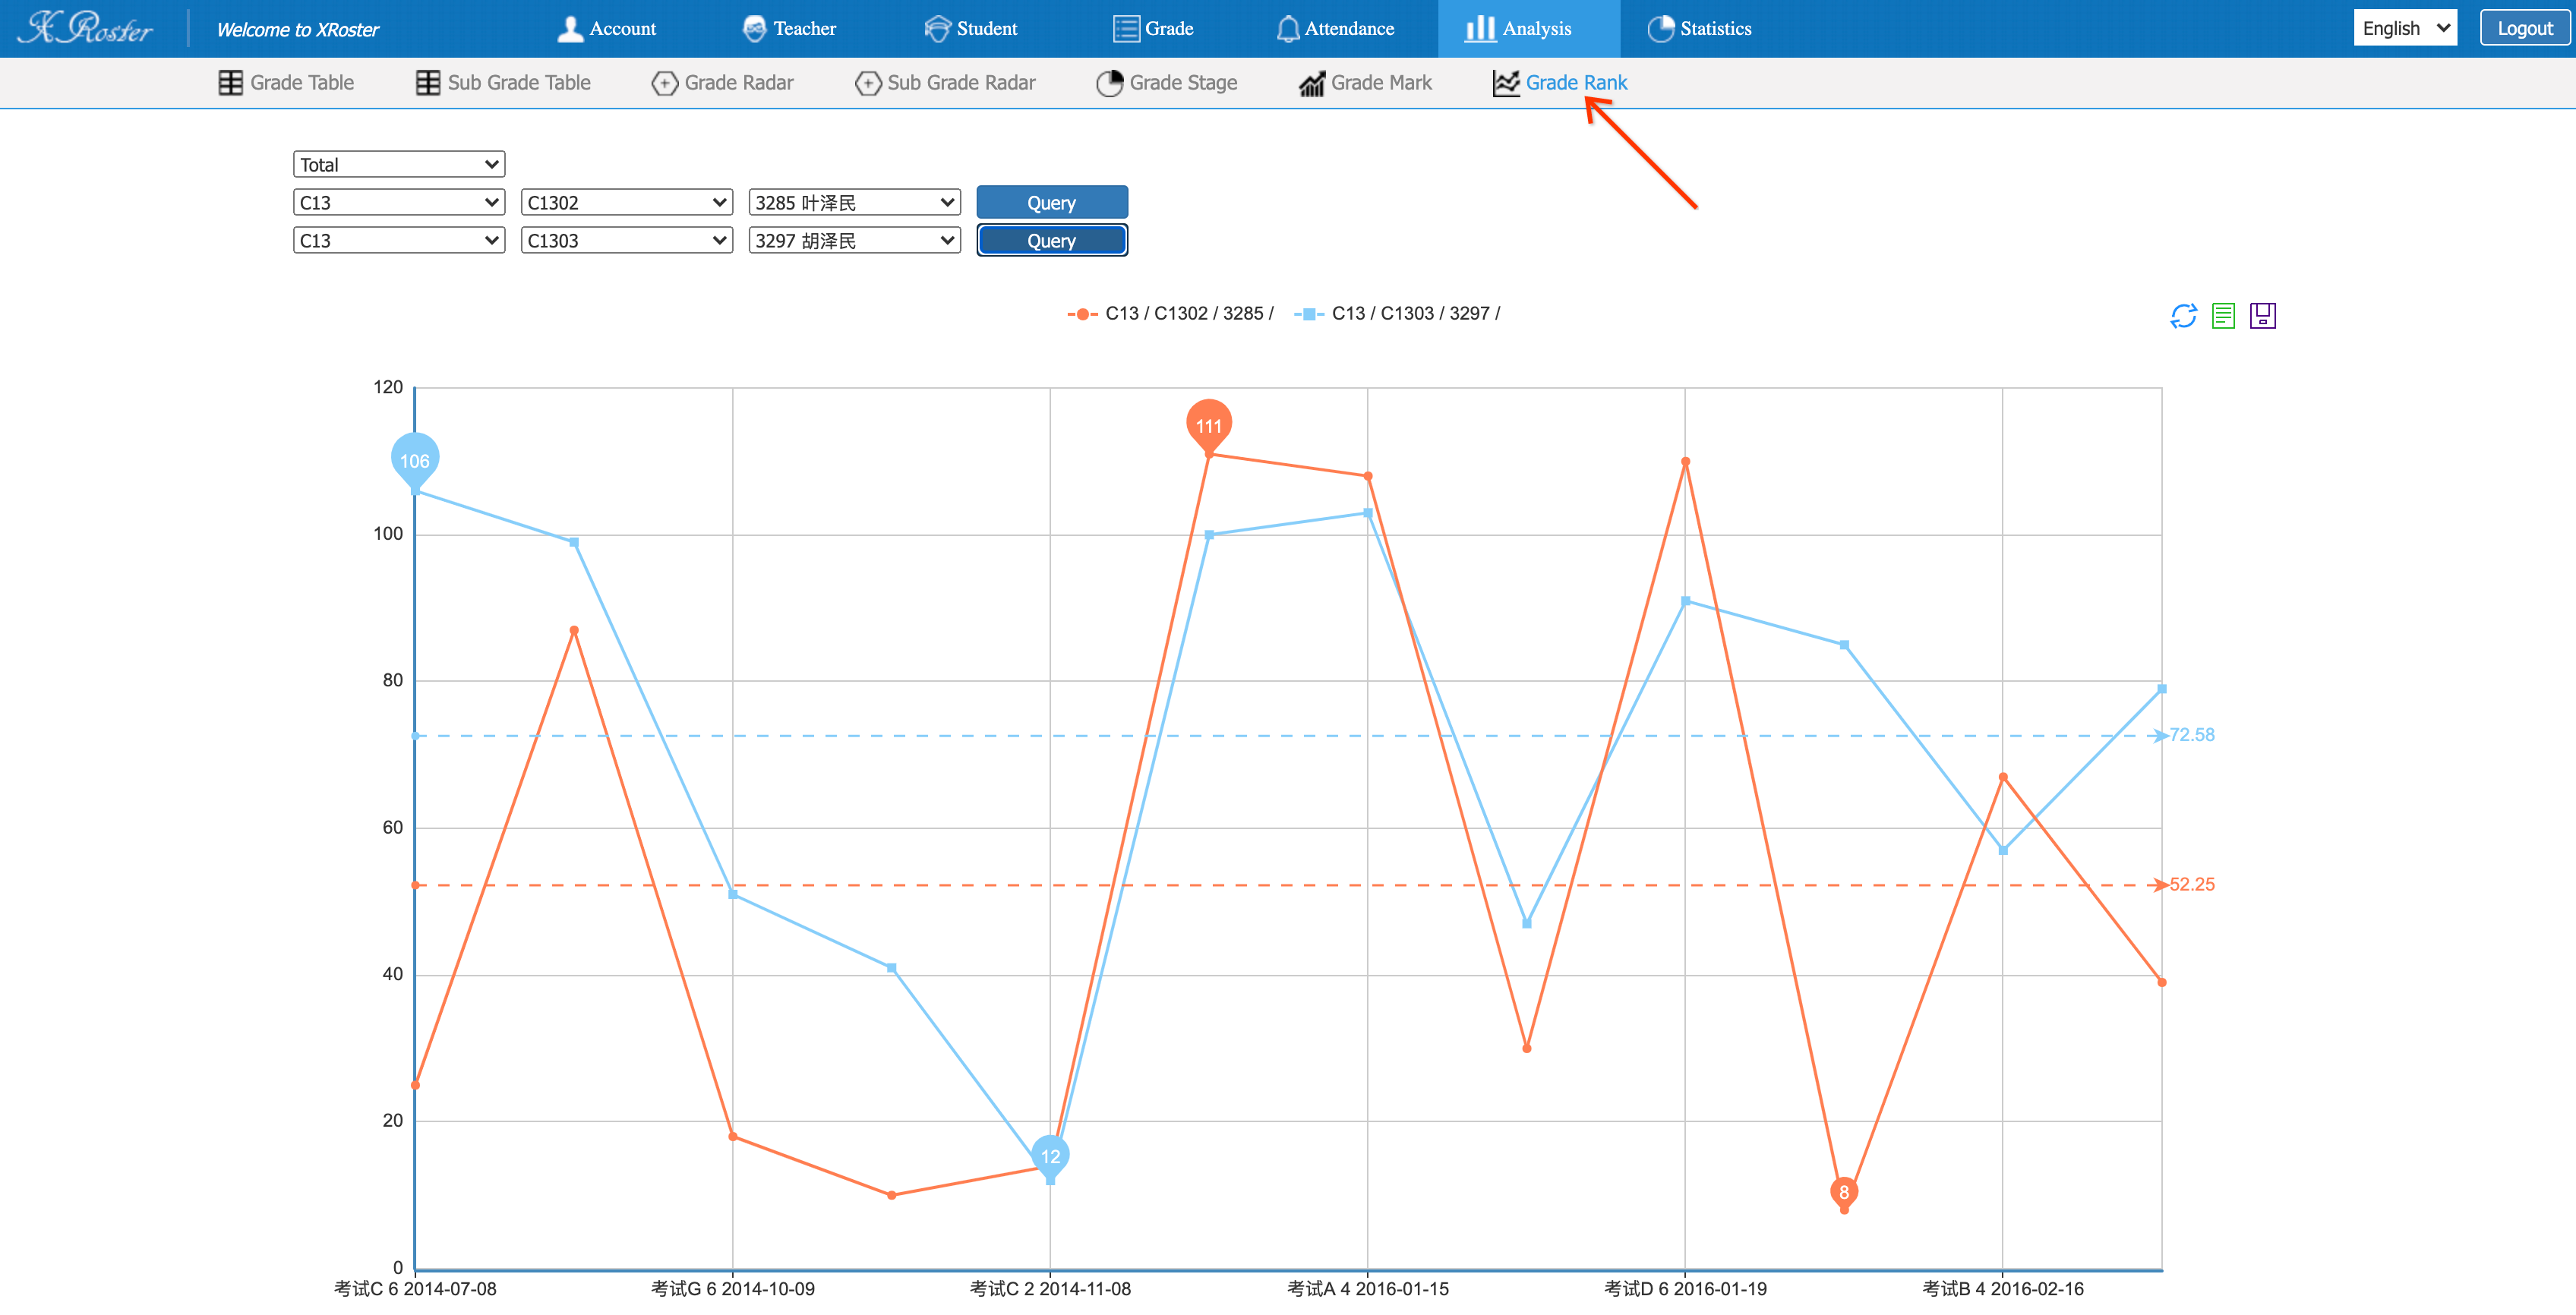 XRoster
Welcome to XRoster
Account
Teacher
Student
Grade
Attendance
Analysis
Statistics
English
Logout
Grade Table
Sub Grade Table
Grade Radar
Sub Grade Radar
Grade Stage
Grade Mark
Grade Rank
Total
C13
C1302
3285 叶泽民
Query
C13
C1303
3297 胡泽民
Query
C13 / C1302 / 3285 /
C13 / C1303 / 3297 /
120
100
80
60
40
20
0
106
111
12
8
72.58
52.25
考试C 6 2014-07-08
考试G 6 2014-10-09
考试C 2 2014-11-08
考试A 4 2016-01-15
考试D 6 2016-01-19
考试B 4 2016-02-16